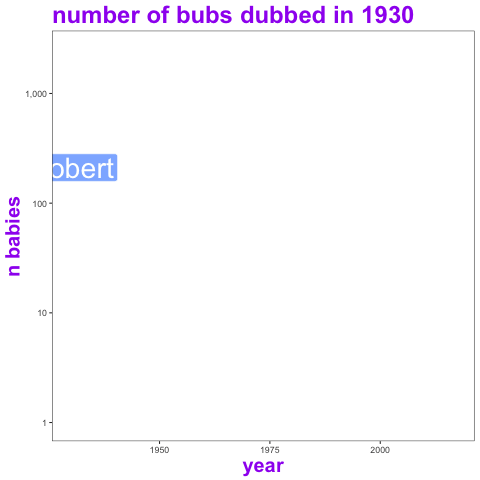 number of bubs dubbed in 1930
1,000
obert
100
10
1
n babies
1950 1975 2000
year